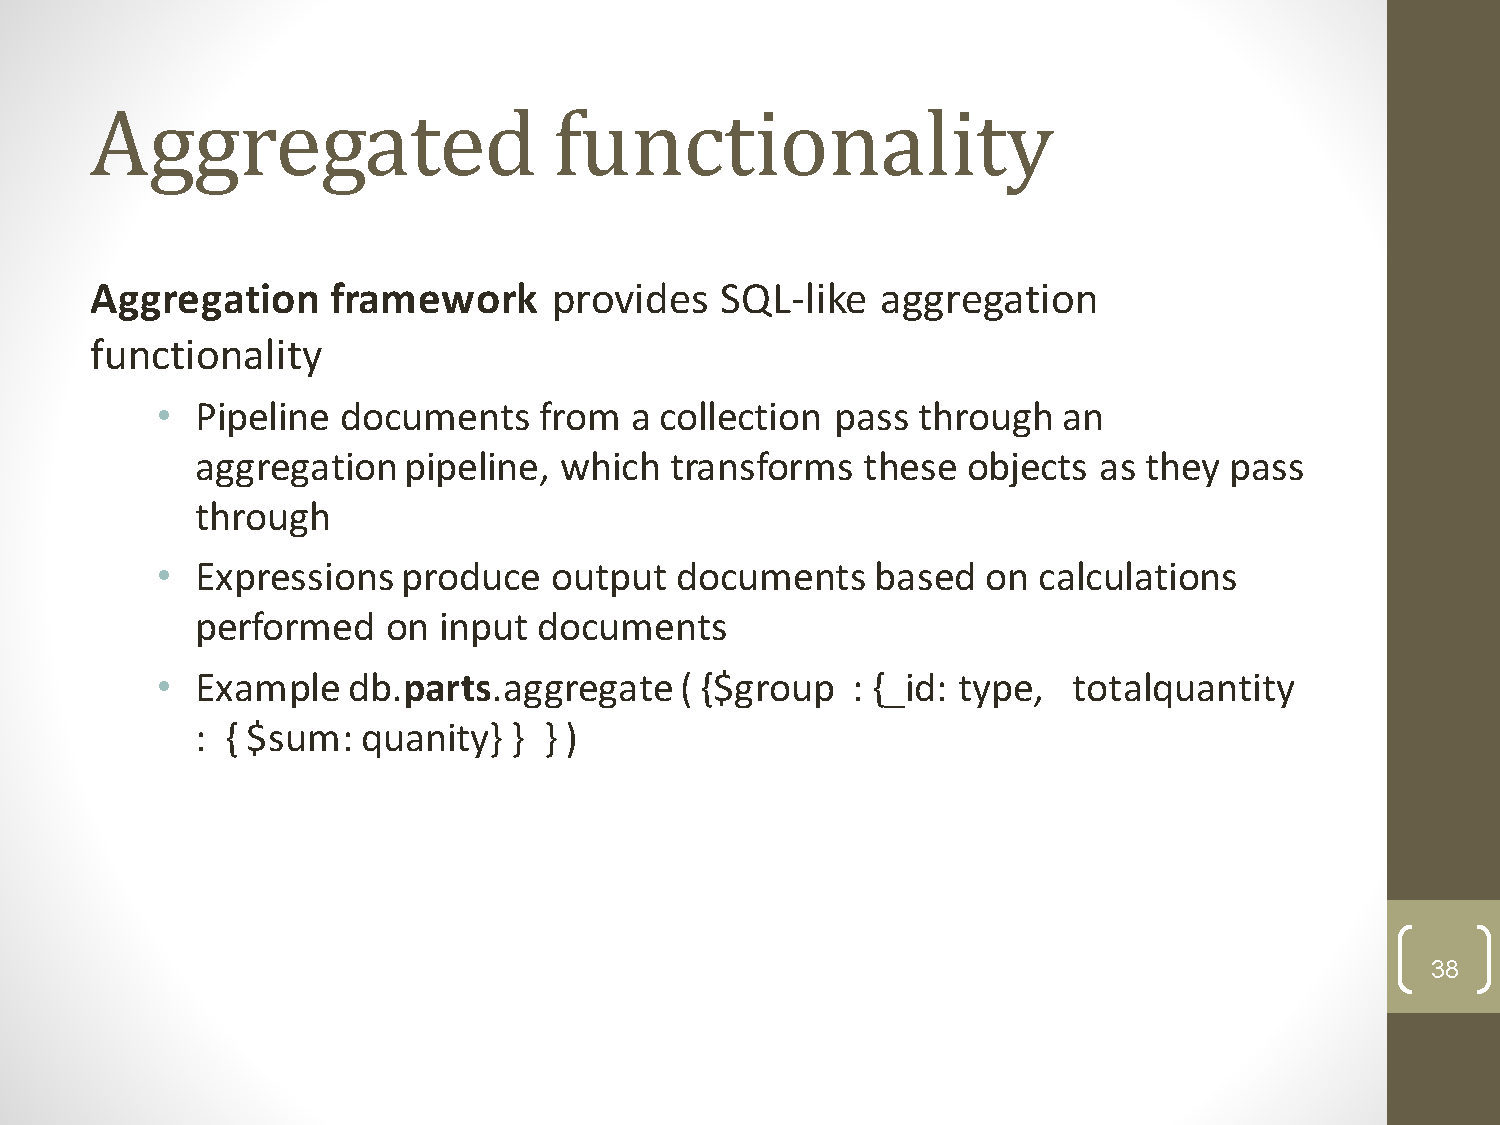 Aggregated functionality
Aggregation framework provides SQL-like aggregation
functionality
• Pipeline documents from a collection pass through an
aggregation pipeline, which transforms these objects as they pass
through
• Expressions produce output documents based on calculations
performed on input documents
• Example db.parts.aggregate ( {$group : {_id: type, totalquantity
: { $sum: quanity} } } )
38